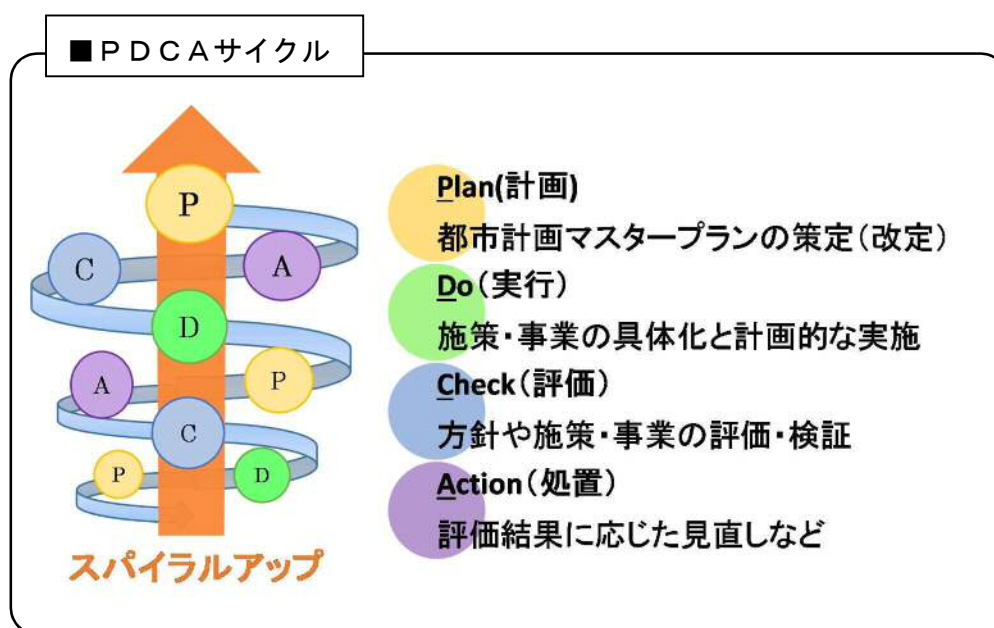 ■ＰＤＣＡサイクル
P
C
A
D
A
P
C
P
D
スパイラルアップ
Plan(計画)
都市計画マスタープランの策定(改定)
Do(実行)
施策・事業の具体化と計画的な実施
Check(評価)
方針や施策・事業の評価・検証
Action(処置)
評価結果に応じた見直しなど